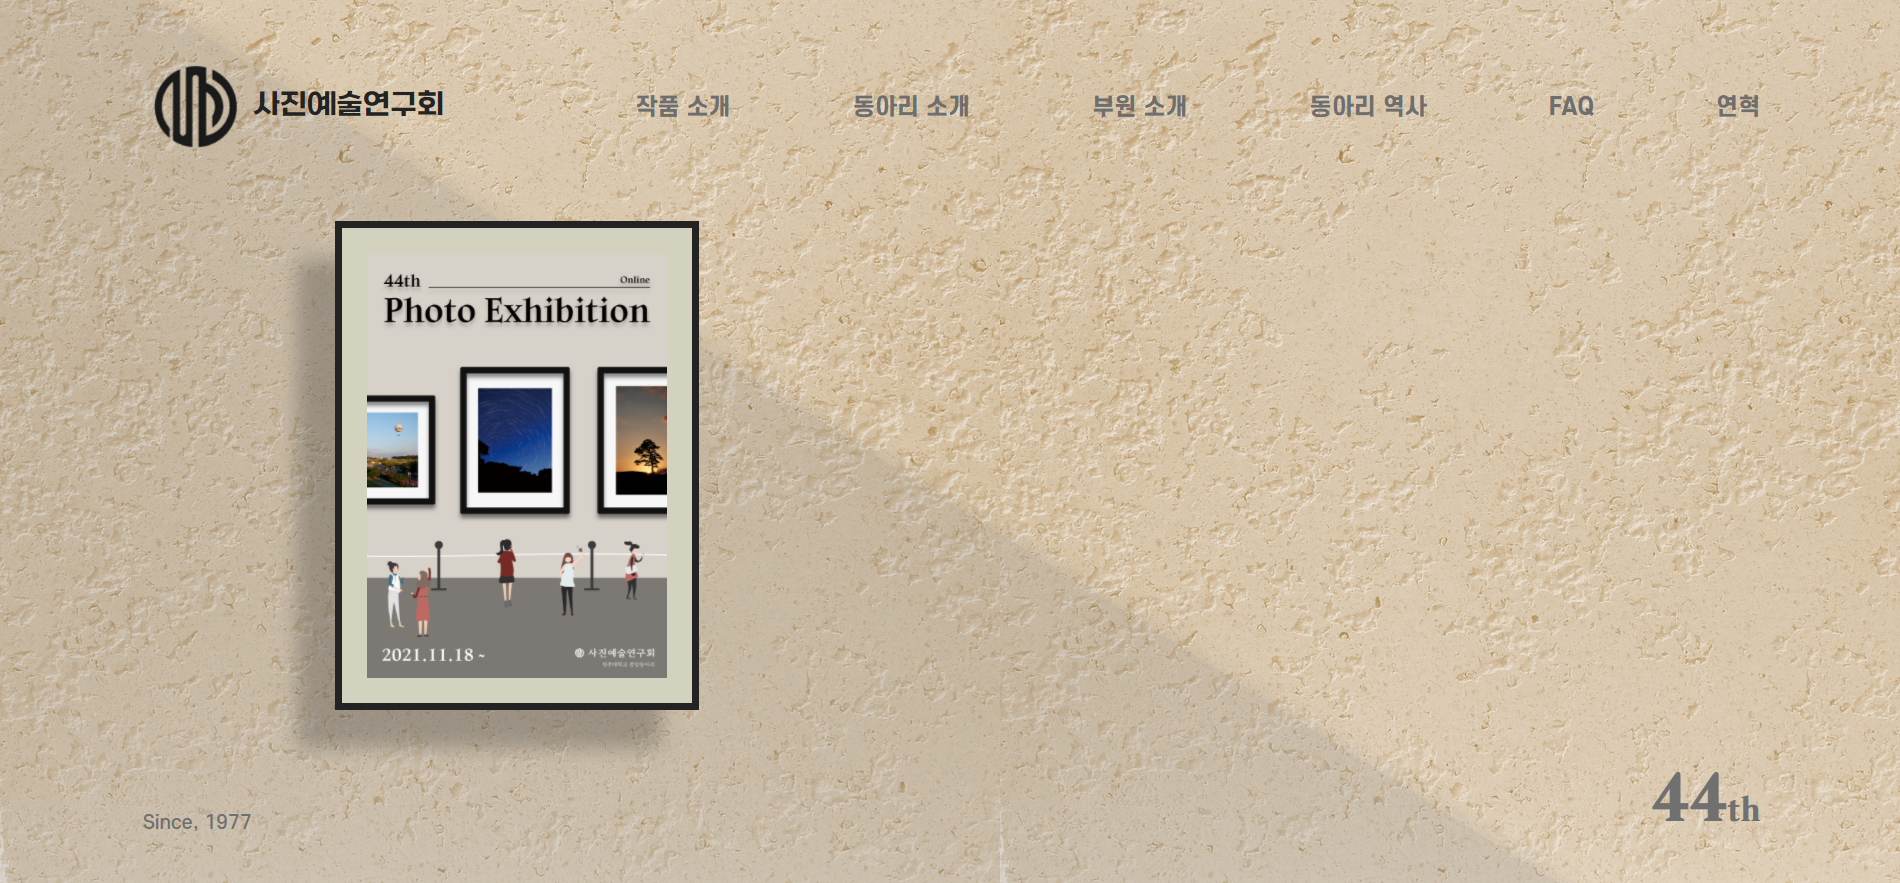 사진예술연구회
작품 소개
동아리 소개
부원 소개
동아리 역사
FAQ
연혁
44th
Online
Photo Exhibition
2021.11.18 ~
사진예술연구회
Since, 1977
44th